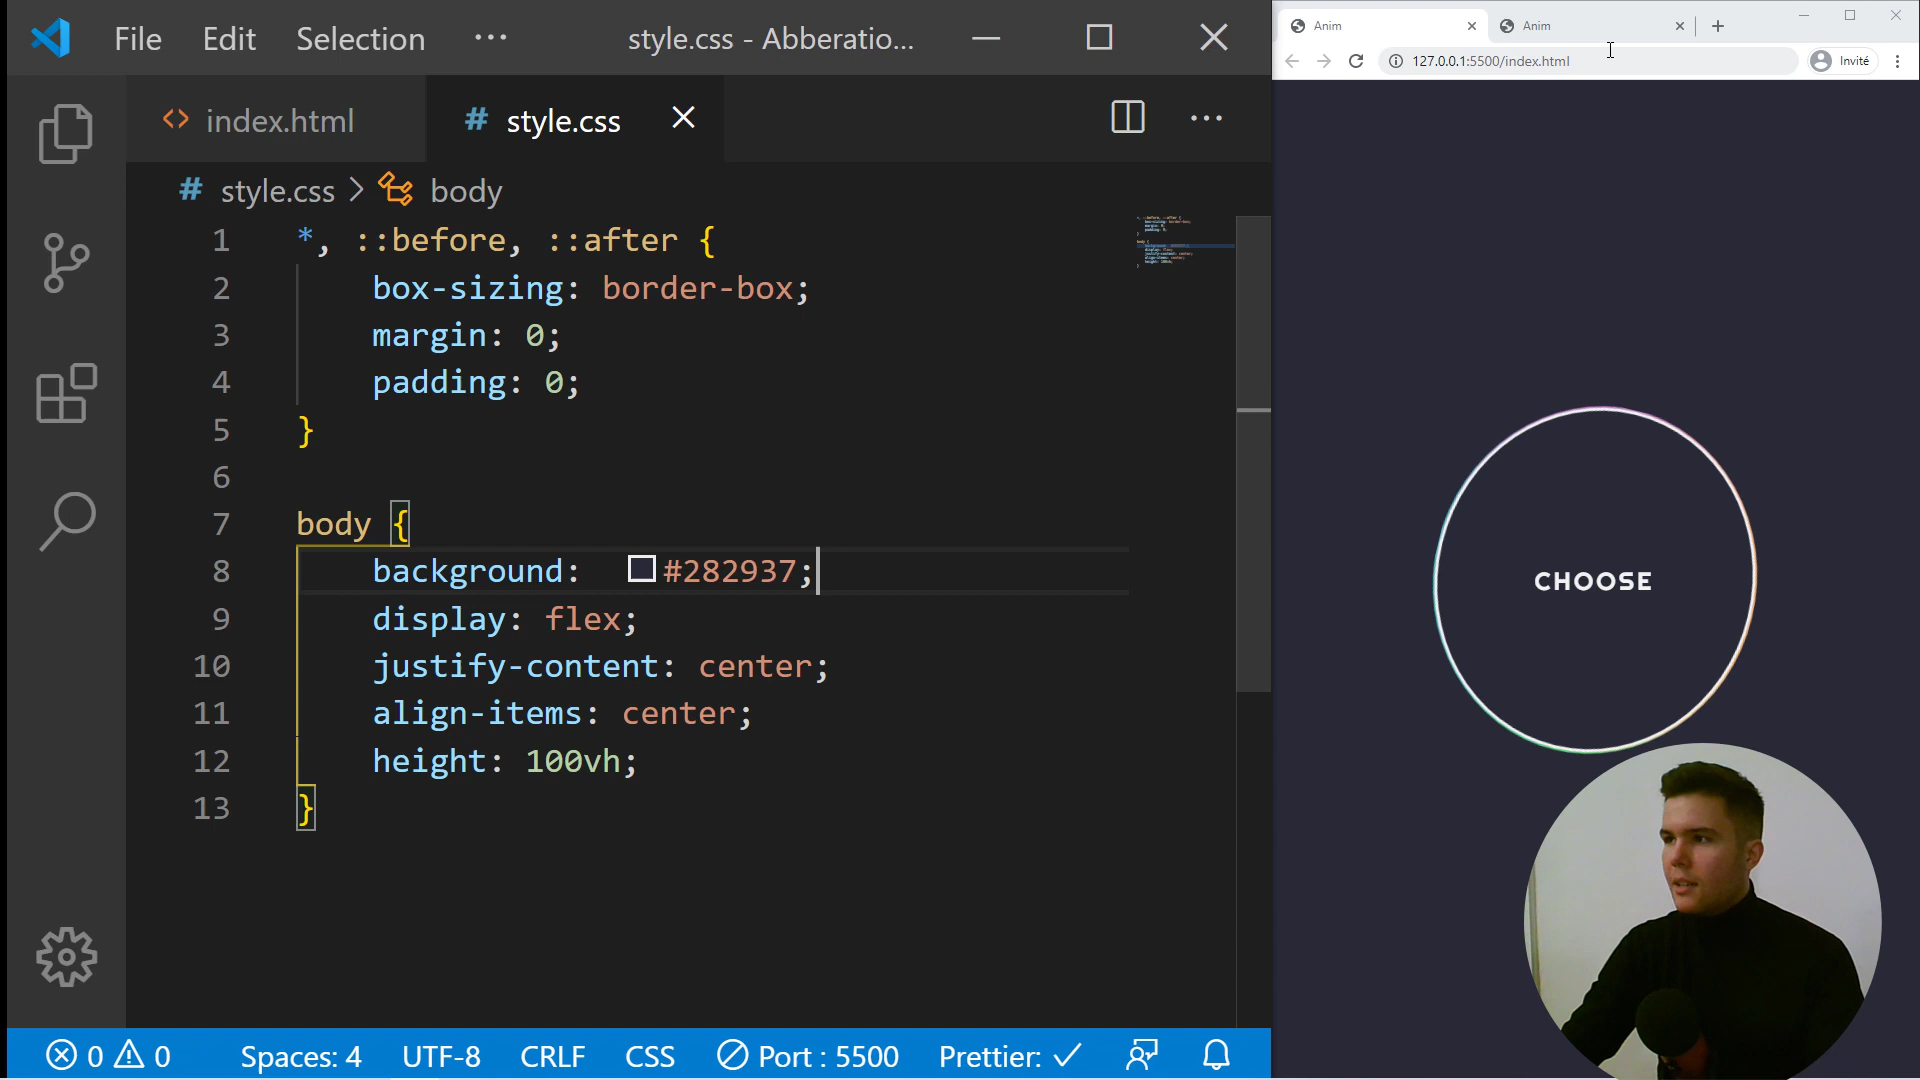 File Edit Selection ··· style.css - Abberatio...
index.html style.css
style.css > body
1 *, ::before, ::after {
2 box-sizing: border-box;
3 margin: 0;
4 padding: 0;
5 }
6
7 body {
8 background: #282937;
9 display: flex;
10 justify-content: center;
11 align-items: center;
12 height: 100vh;
13 }
0 0 Spaces: 4 UTF-8 CRLF CSS Port : 5500 Prettier: ✓
Anim Anim
127.0.0.1:5500/index.html Invité
CHOOSE